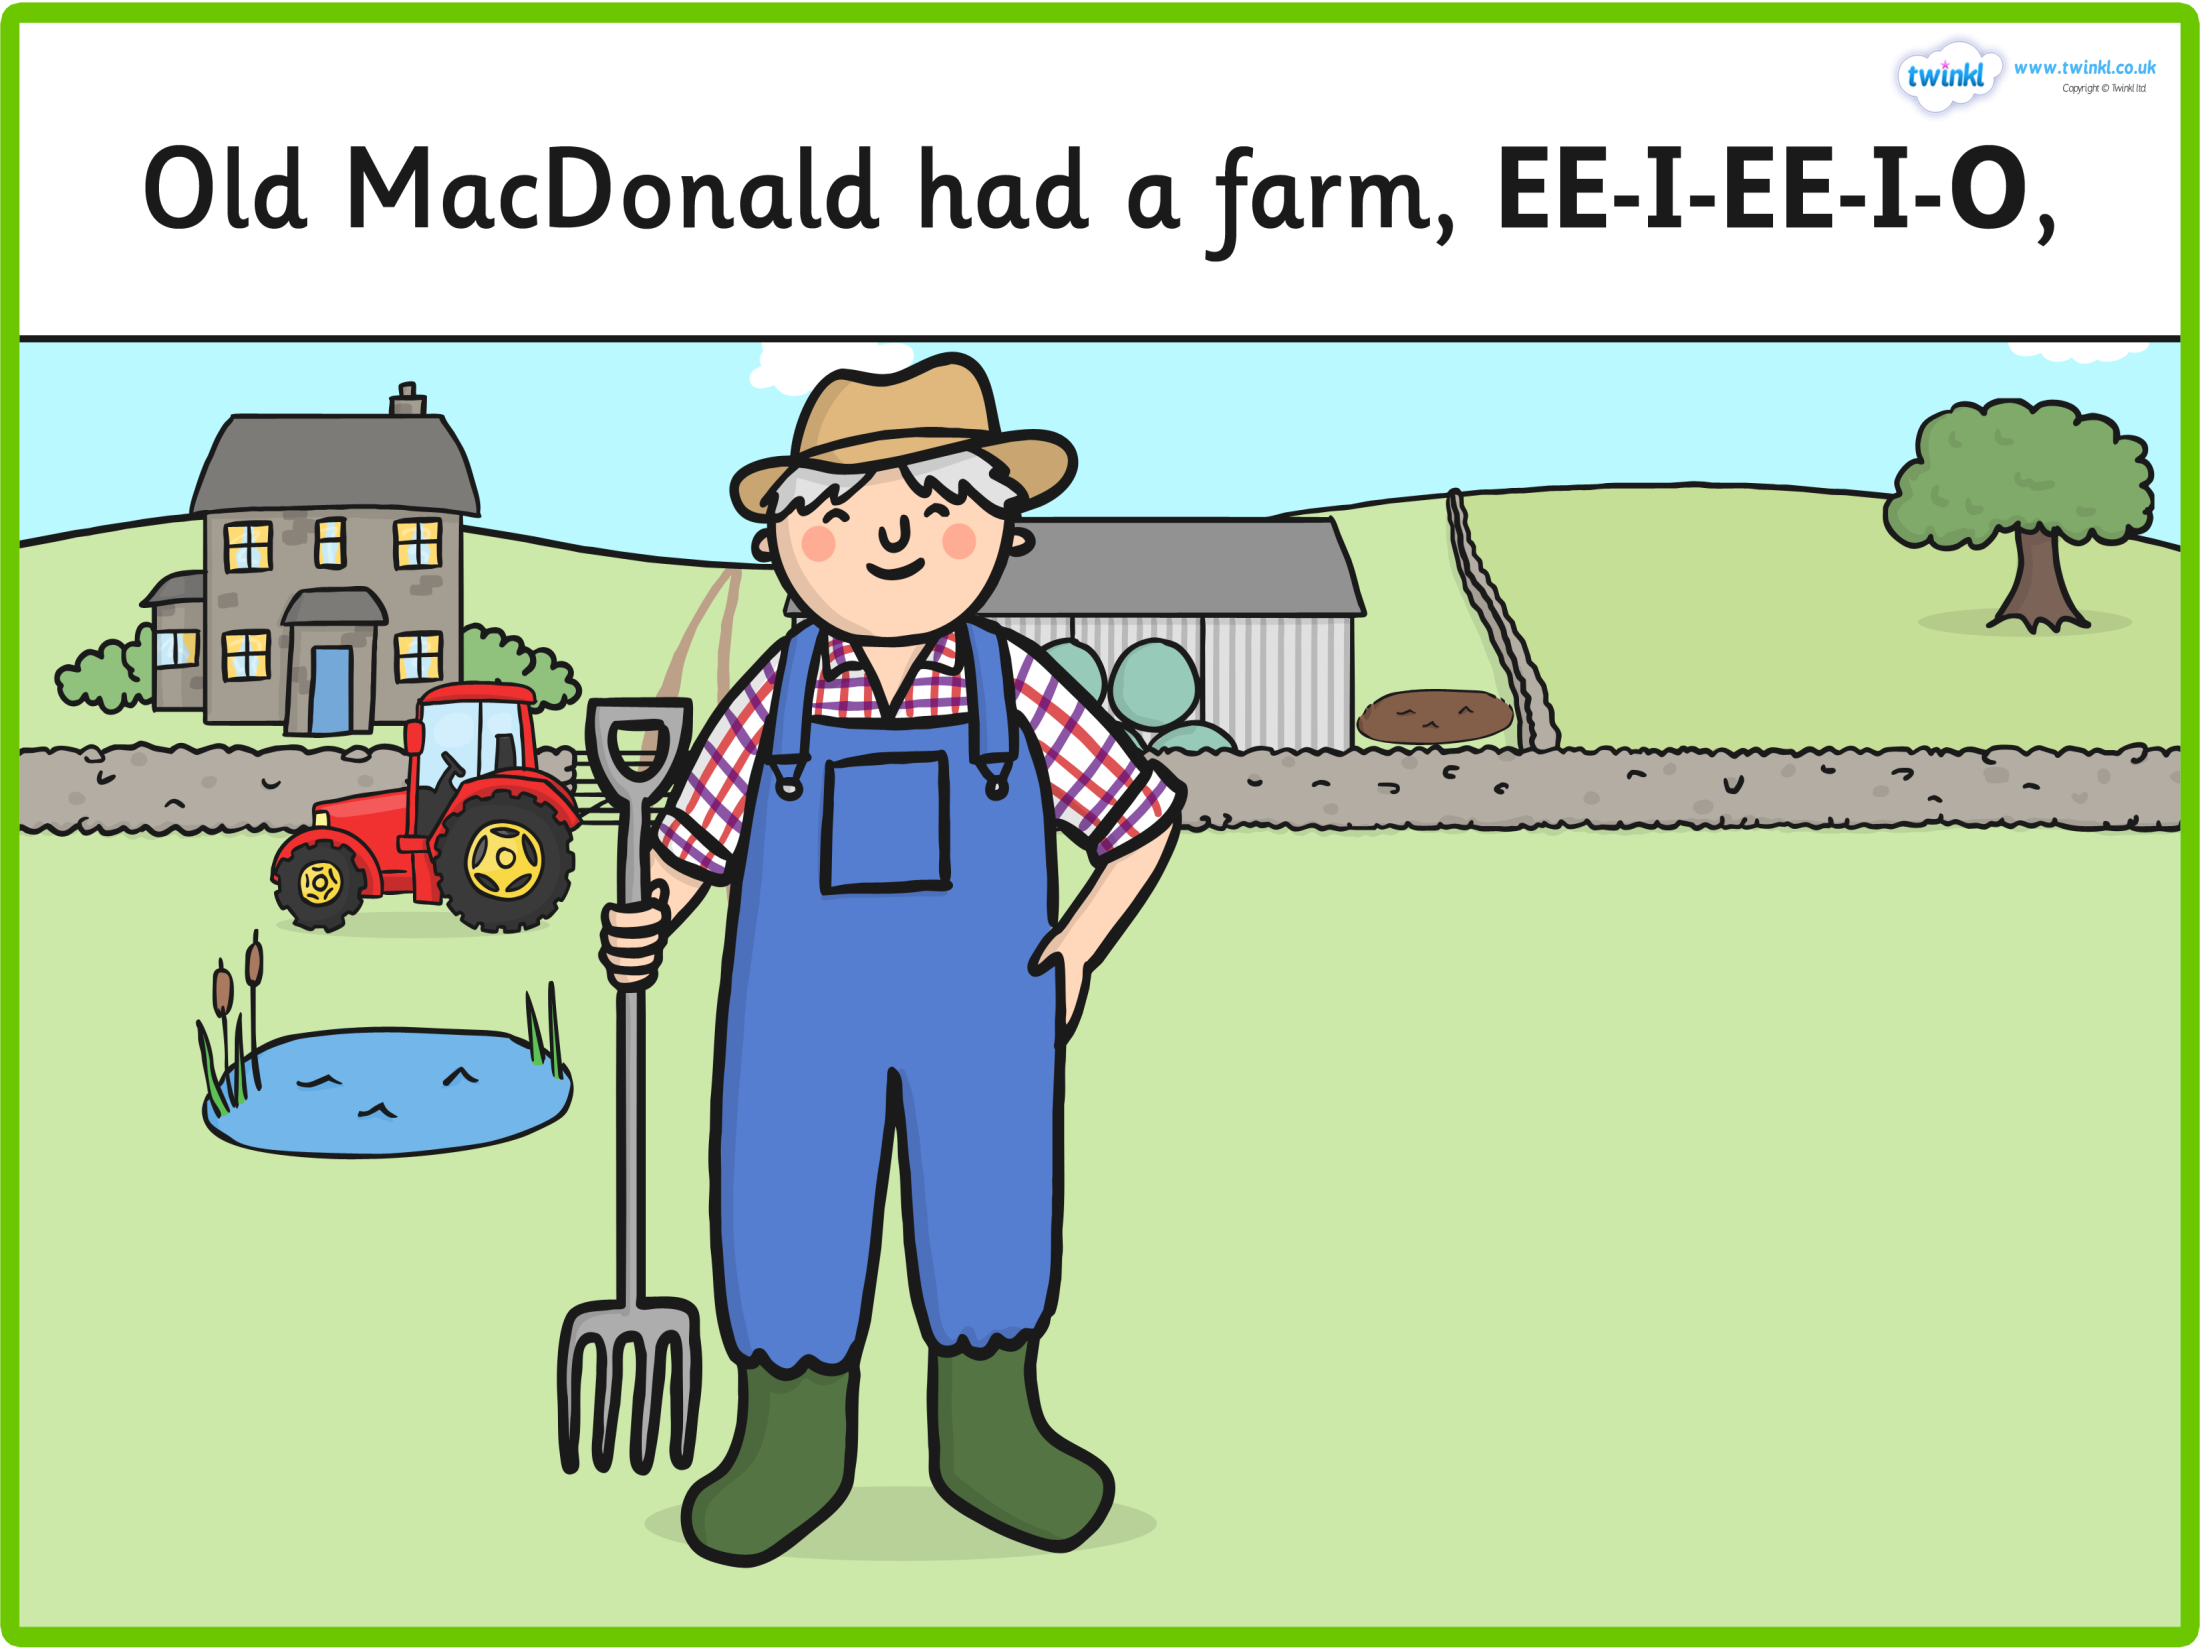 twinkl
www.twinkl.co.uk
Copyright © Twinkl ltd.
Old MacDonald had a farm, EE-I-EE-I-O,